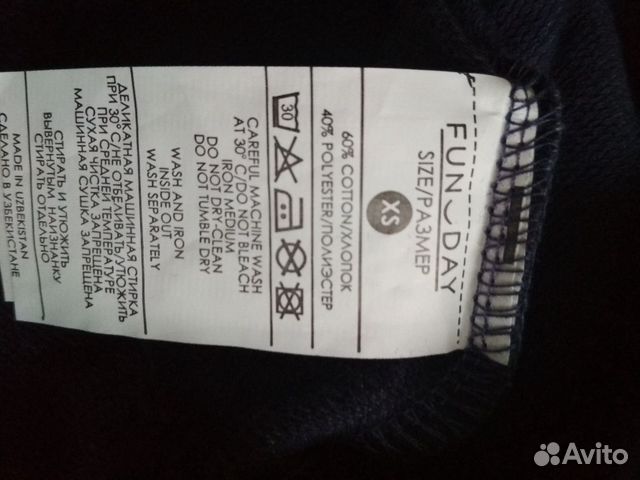 FUN DAY
SIZE/РАЗМЕР
XS
60% COTTON/ХЛОПОК
40% POLYESTER/ПОЛИЭСТЕР
30
CAREFUL MACHINE WASH
AT 30° C/DO NOT BLEACH
IRON MEDIUM
DO NOT DRY-CLEAN
DO NOT TUMBLE DRY
WASH AND IRON
INSIDE OUT
WASH SEPARATELY
ДЕЛИКАТНАЯ МАШИННАЯ СТИРКА
ПРИ 30° C/НЕ ОТБЕЛИВАТЬ/УТЮЖИТЬ
ПРИ СРЕДНЕЙ ТЕМПЕРАТУРЕ
СУХАЯ ЧИСТКА ЗАПРЕЩЕНА
МАШИННАЯ СУШКА ЗАПРЕЩЕНА
СТИРАТЬ И УТЮЖИТЬ
ВЫВЕРНУТЫМ НАИЗНАНКУ
СТИРАТЬ ОТДЕЛЬНО
MADE IN UZBEKISTAN
СДЕЛАНО В УЗБЕКИСТАНЕ
Avito